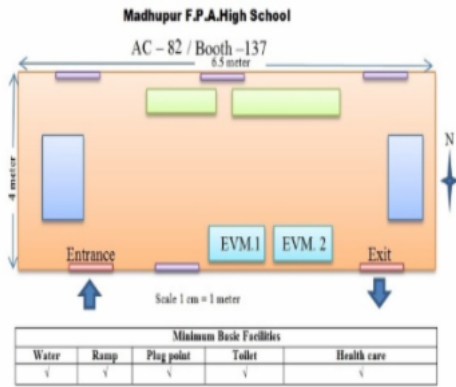 Madhupur F.P.A.High School
AC – 82 / Booth –137
6.5 meter
4 meter
N
EVM.1
EVM. 2
Entrance
Exit
Scale 1 cm = 1 meter
Minimum Basic Facilities
Water Ramp Plug point Toilet Health care
√ √ √ √ √